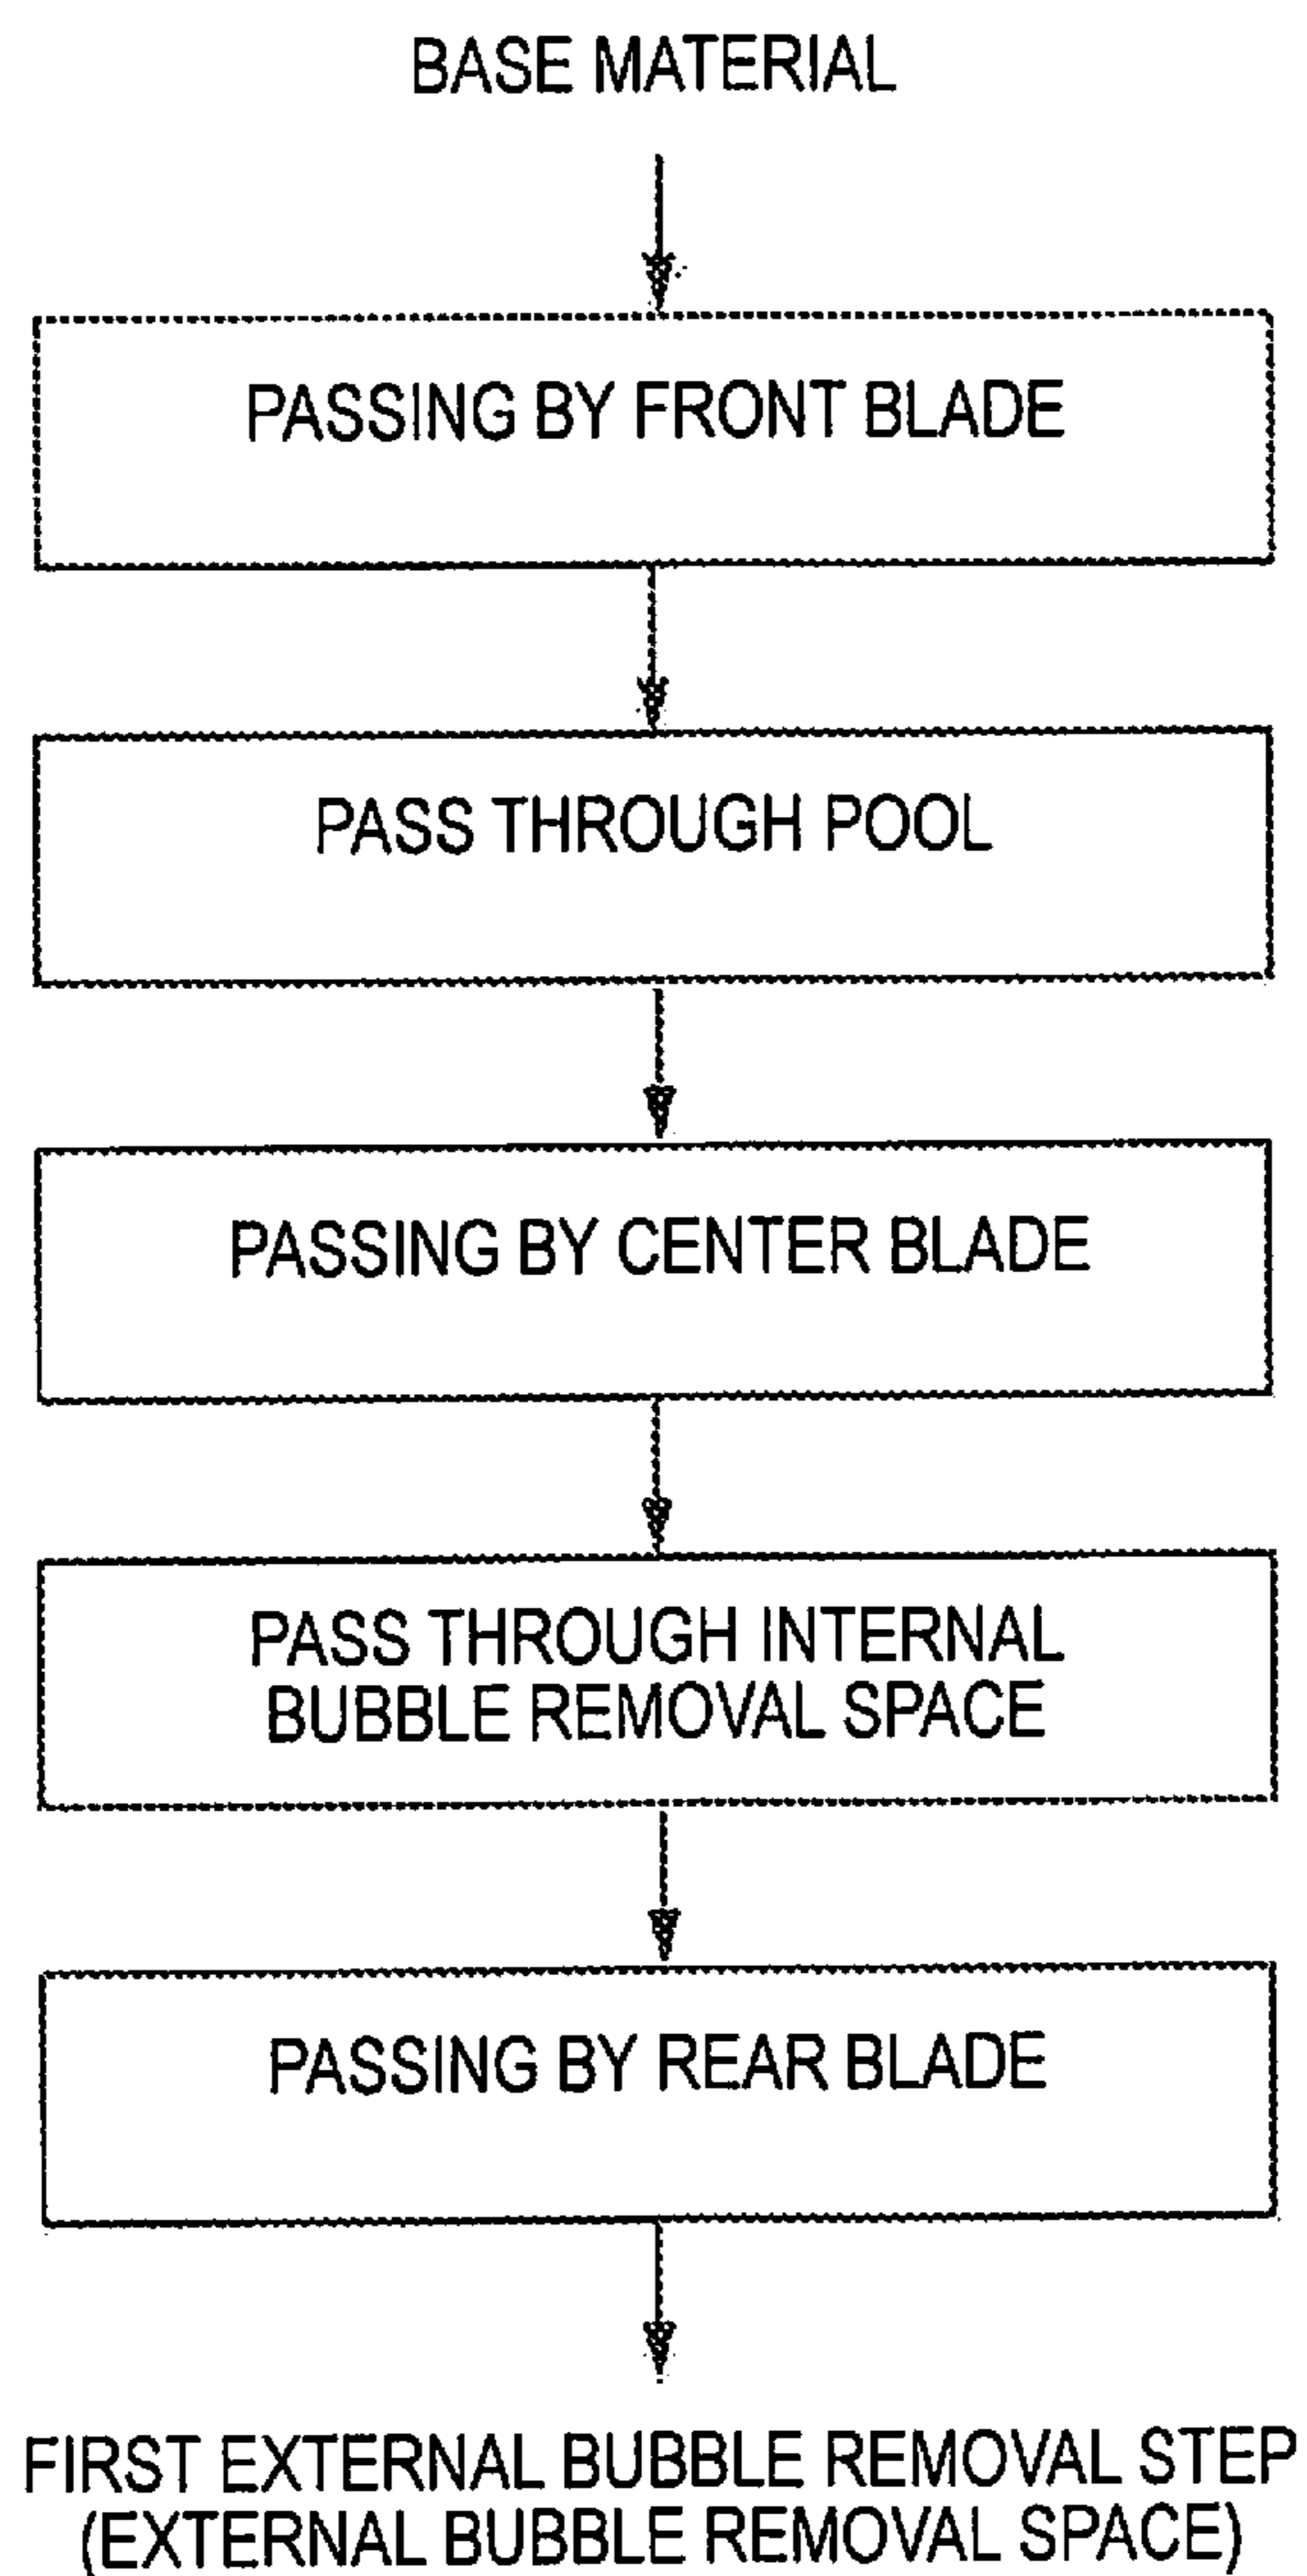 BASE MATERIAL
PASSING BY FRONT BLADE
PASS THROUGH POOL
PASSING BY CENTER BLADE
PASS THROUGH INTERNAL
BUBBLE REMOVAL SPACE
PASSING BY REAR BLADE
FIRST EXTERNAL BUBBLE REMOVAL STEP
(EXTERNAL BUBBLE REMOVAL SPACE)